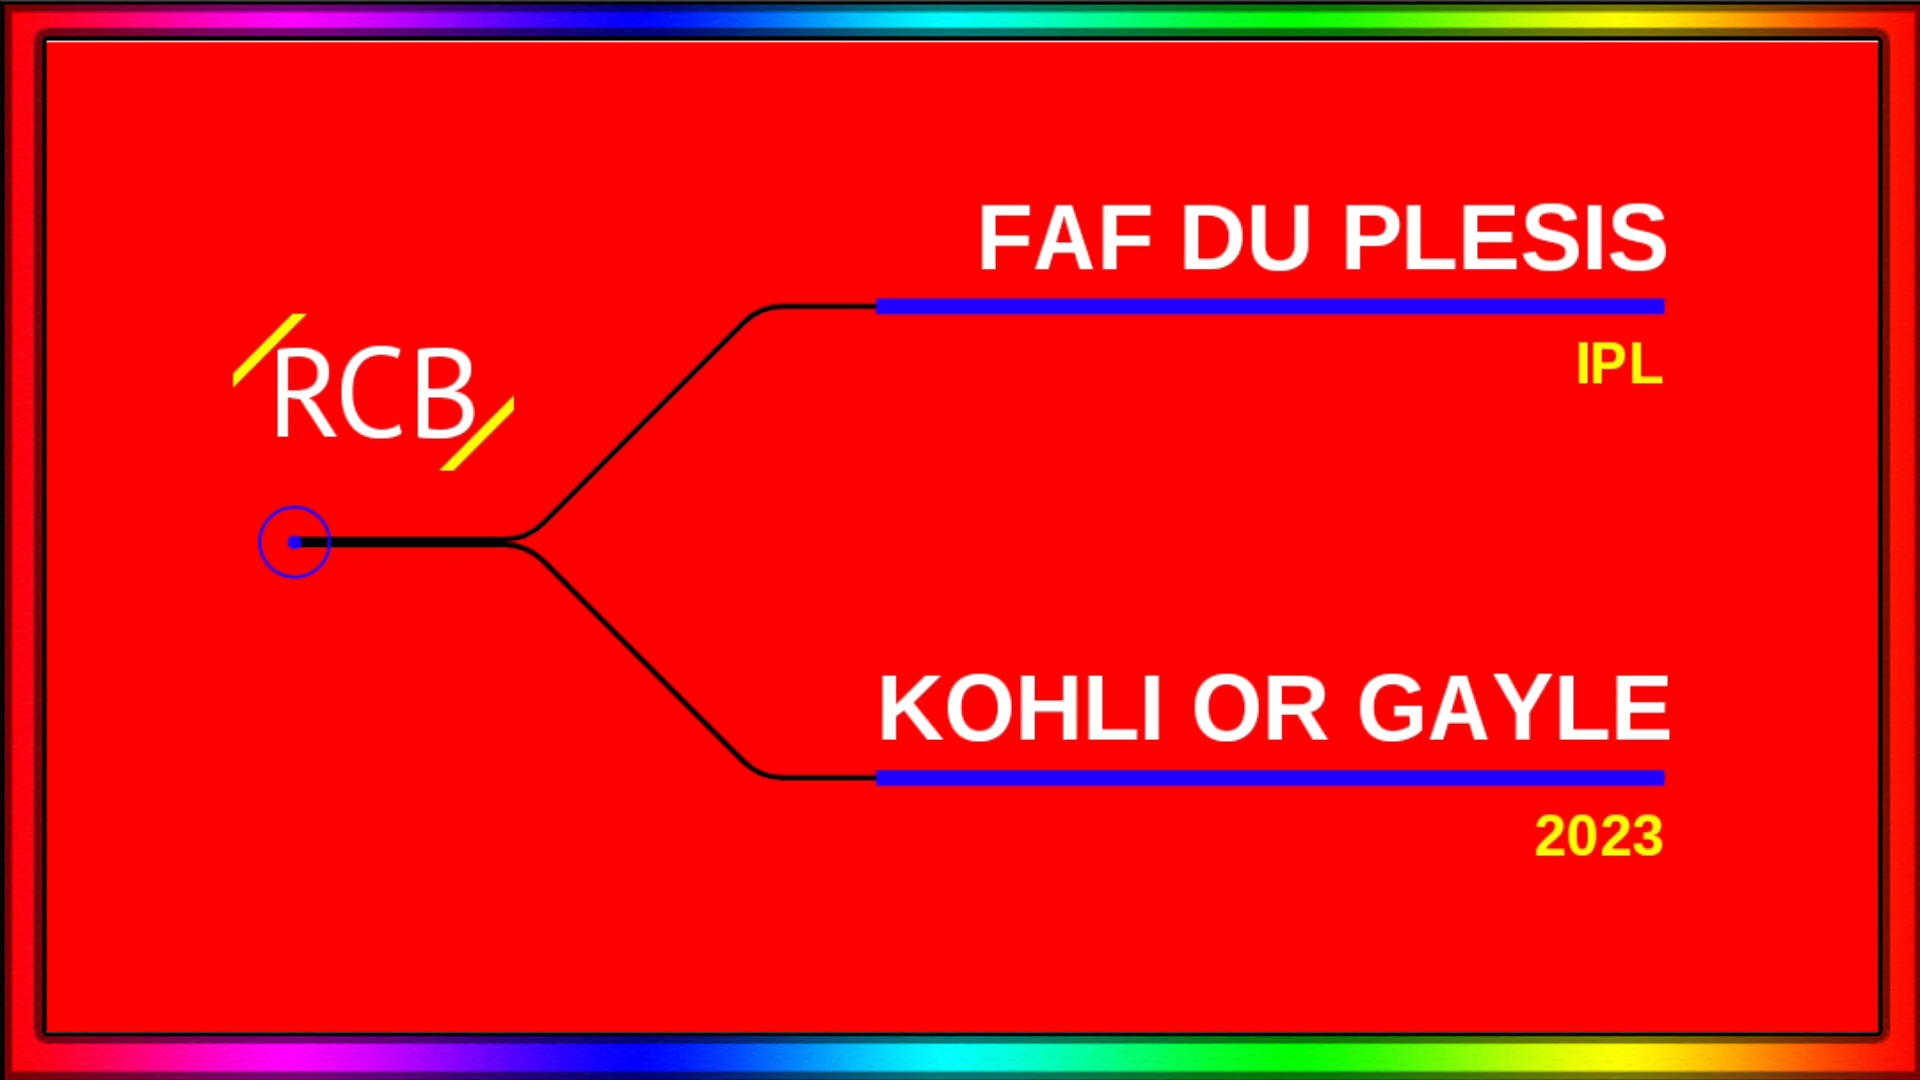 FAF DU PLESIS
IPL
RCB
KOHLI OR GAYLE
2023